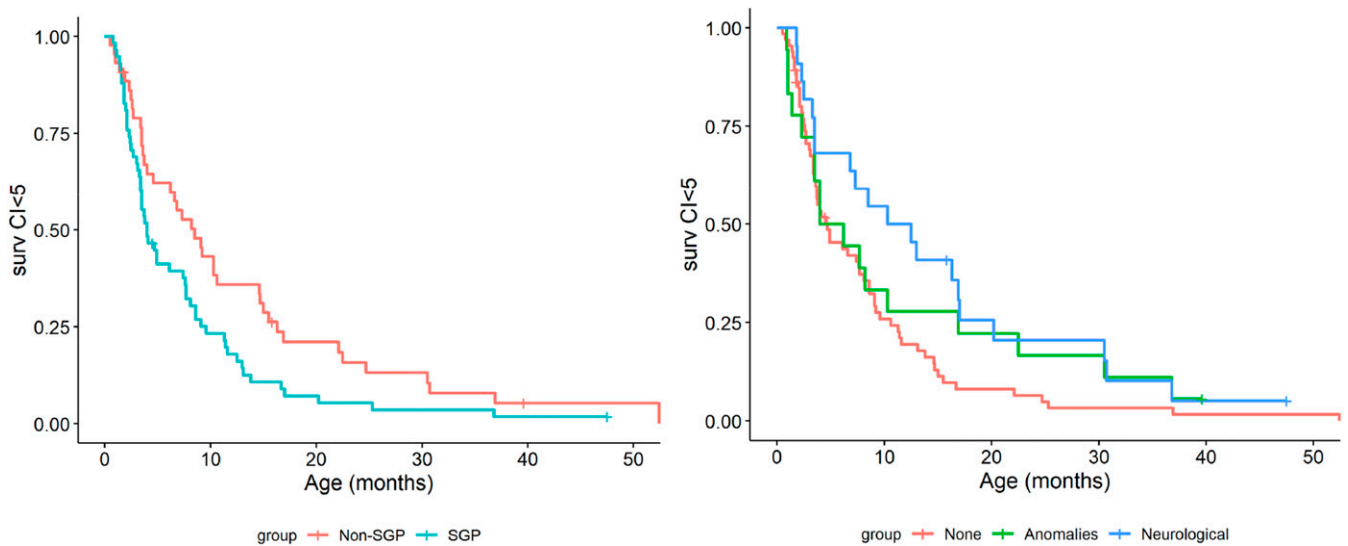 1.00
0.75
0.50
0.25
0.00
surv CI<5
0 10 20 30 40 50
Age (months)
group Non-SGP SGP
1.00
0.75
0.50
0.25
0.00
surv CI<5
0 10 20 30 40 50
Age (months)
group None Anomalies Neurological